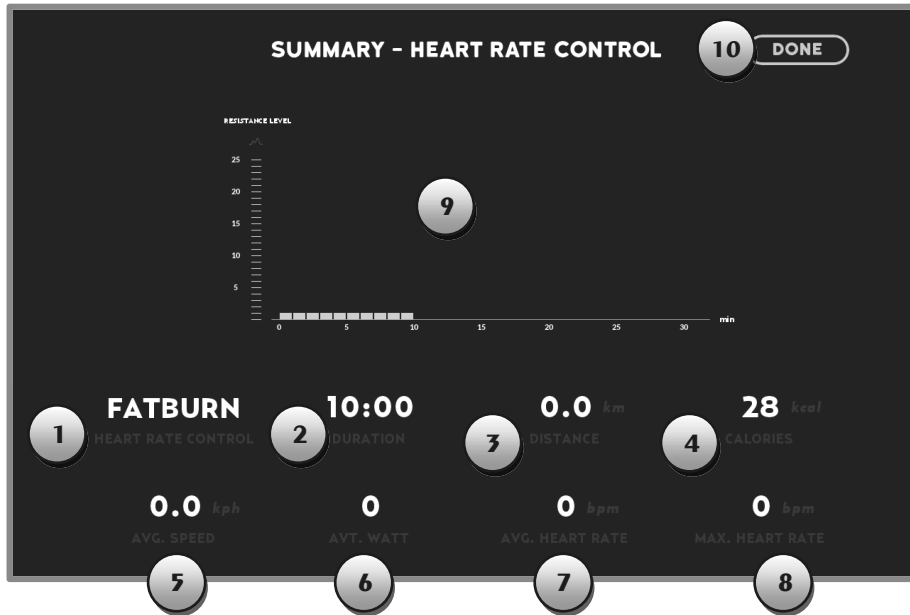 SUMMARY - HEART RATE CONTROL
10
DONE
RESISTANCE LEVEL
25
20
15
10
5
9
0 5 10 15 20 25 30 min
FATBURN 10:00 0.0 km 28 kcal
1 HEART RATE CONTROL 2 DURATION 3 DISTANCE 4 CALORIES
0.0 kph 0 0 bpm 0 bpm
AVG. SPEED AVT. WATT AVG. HEART RATE MAX. HEART RATE
5 6 7 8